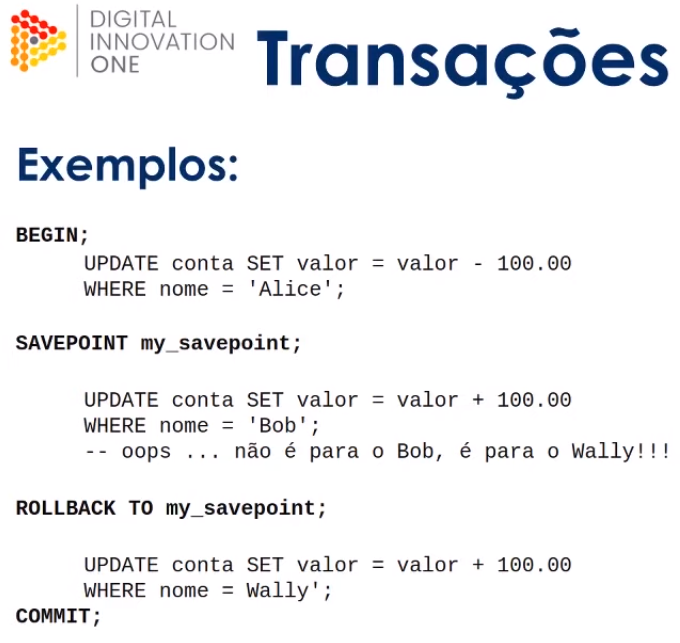 DIGITAL
INNOVATION
ONE
Transações
Exemplos:
BEGIN;
UPDATE conta SET valor = valor - 100.00
WHERE nome = 'Alice';
SAVEPOINT my_savepoint;
UPDATE conta SET valor = valor + 100.00
WHERE nome = 'Bob';
-- oops ... não é para o Bob, é para o Wally!!!
ROLLBACK TO my_savepoint;
UPDATE conta SET valor = valor + 100.00
WHERE nome = Wally';
COMMIT;